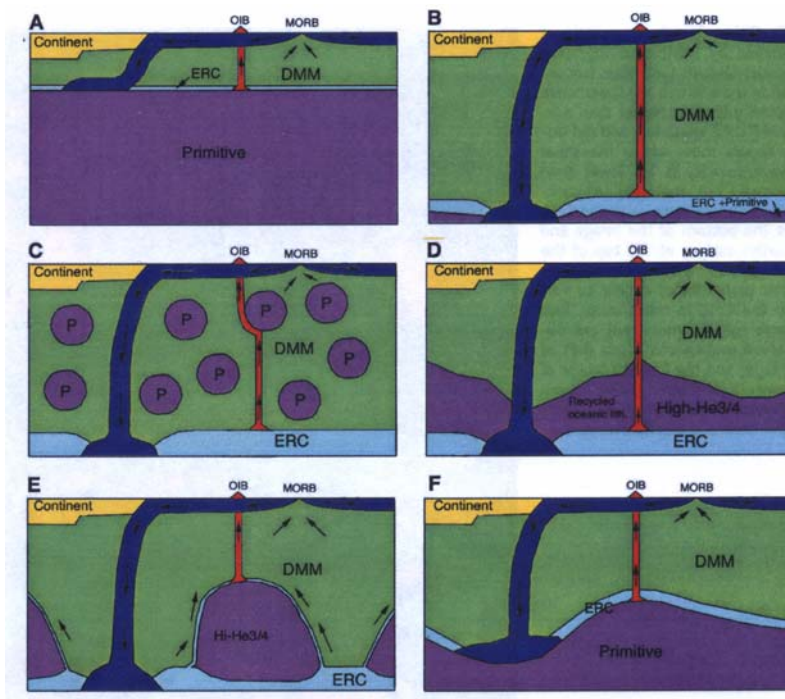 A
OIB
MORB
Continent
ERC
DMM
Primitive
B
OIB
MORB
Continent
DMM
ERC +Primitive
C
OIB
MORB
Continent
P
P
P
P
DMM
P
P
P
P
ERC
D
OIB
MORB
Continent
DMM
Recycled
oceanic lith.
High-He3/4
ERC
E
OIB
MORB
Continent
DMM
Hi-He3/4
ERC
F
OIB
MORB
Continent
DMM
ERC
Primitive